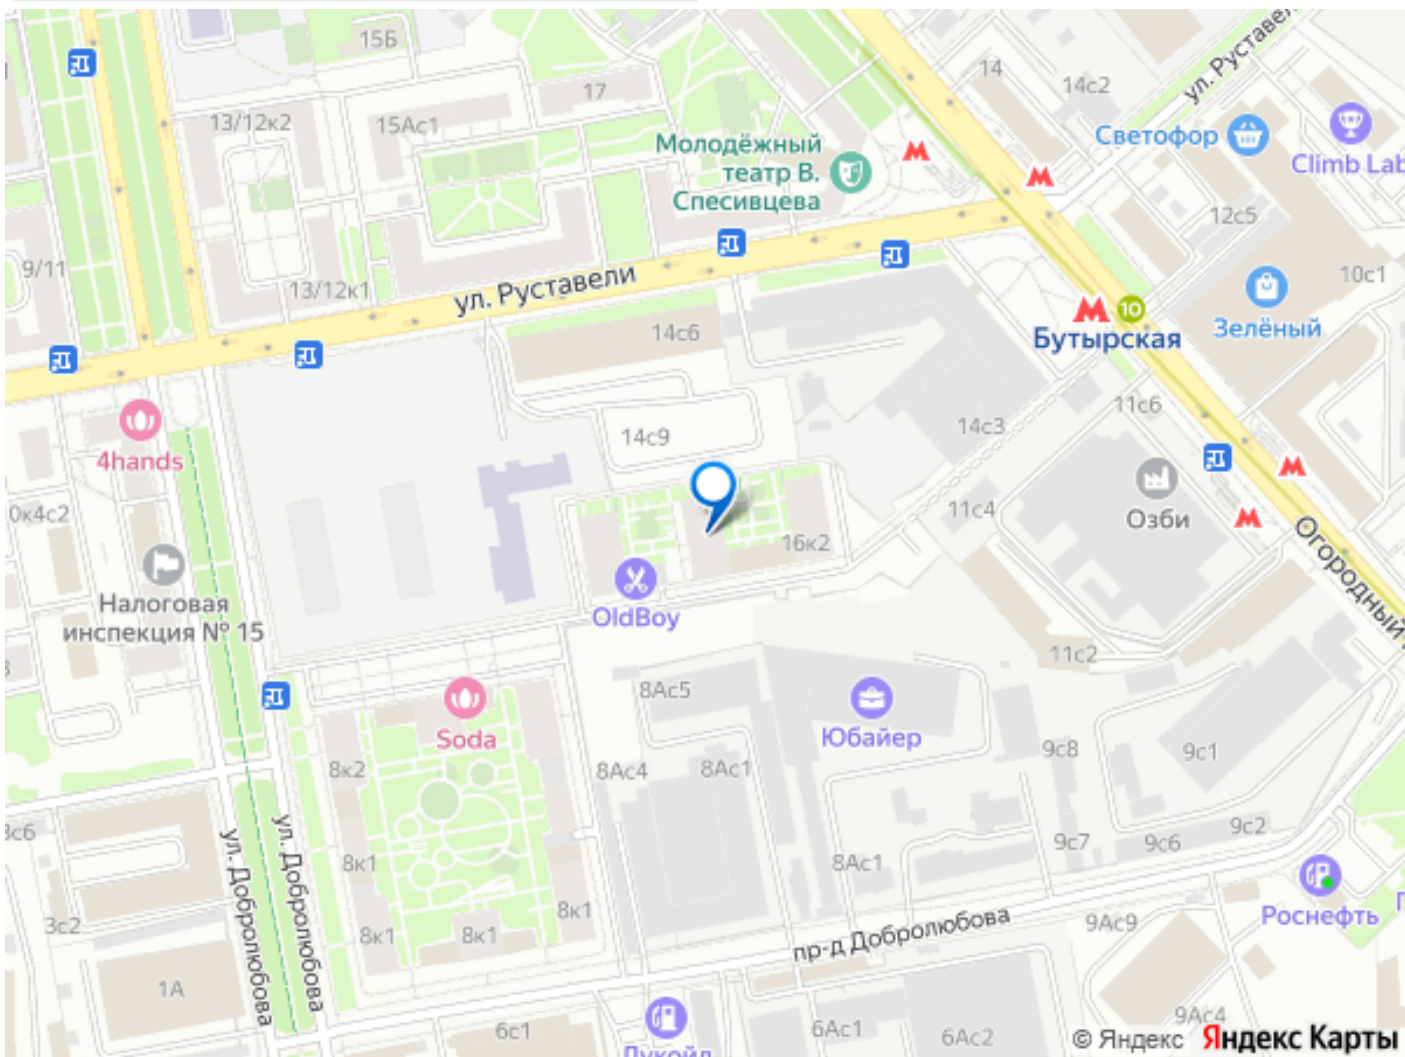 15Б
14
17
14с2
ул. Руставели
13/12к2
15Ас1
Светофор
Climb Lab
Молодёжный
театр В.
Спесивцева
12с5
9/11
10с1
13/12к1
ул. Руставели
10
Зелёный
Бутырская
14с6
11с6
14с3
14с9
4hands
0к4с2
11с4
Озби
16к2
Огородный
Налоговая
инспекция № 15
OldBoy
11с2
8Ас5
Юбайер
Soda
9с8
9с1
8к2
8Ас4
8Ас1
3с6
9с2
9с7
9с6
8к1
8Ас1
ул. Добролюбова
ул. Добролюбова
Роснефть
3с2
8к1
8к1
8к1
пр-д Добролюбова
9Ас9
1А
6с1
6Ас1
6Ас2
9Ас4
Лукойл
© Яндекс Яндекс Карты